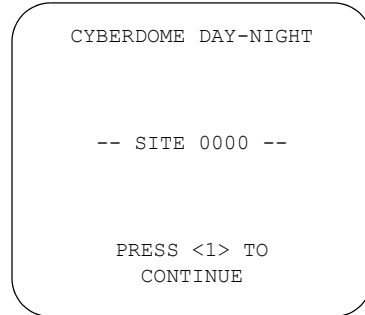 CYBERDOME DAY-NIGHT
-- SITE 0000 --
PRESS <1> TO
CONTINUE